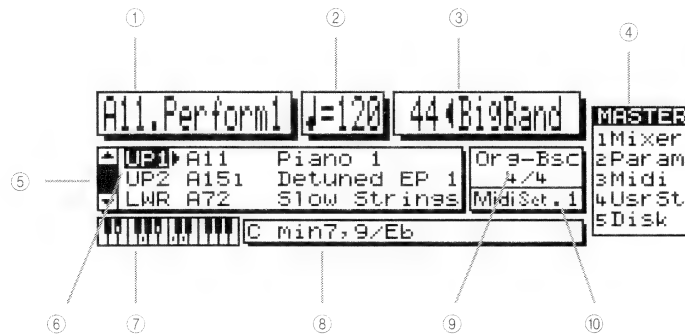 ① ② ③ ④
A11.Perform1 ♩=120 44◀BigBand
MASTER
1Mixer
2Param
3Midi
4UsrSt
5Disk
⑤ UP1 A11 Piano 1
UP2 A151 Detuned EP 1
LWR A72 Slow Strings
Org-Bsc
4/4
MidiSet.1
C min7,9/Eb
⑥ ⑦ ⑧ ⑨ ⑩